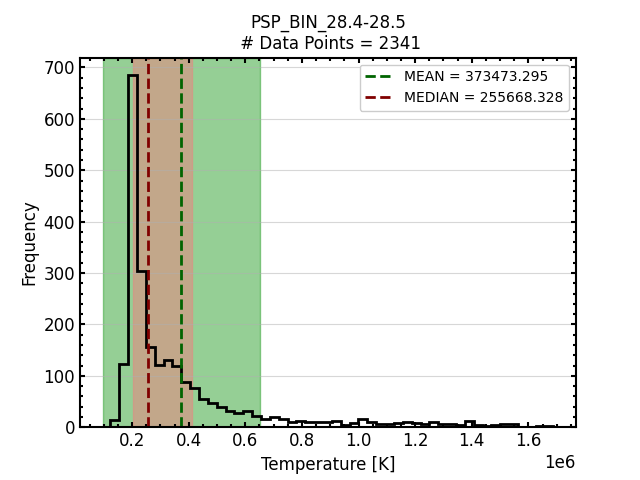 PSP_BIN_28.4-28.5
# Data Points = 2341
MEAN = 373473.295
MEDIAN = 255668.328
Frequency
700
600
500
400
300
200
100
0
0.2 0.4 0.6 0.8 1.0 1.2 1.4 1.6
1e6
Temperature [K]